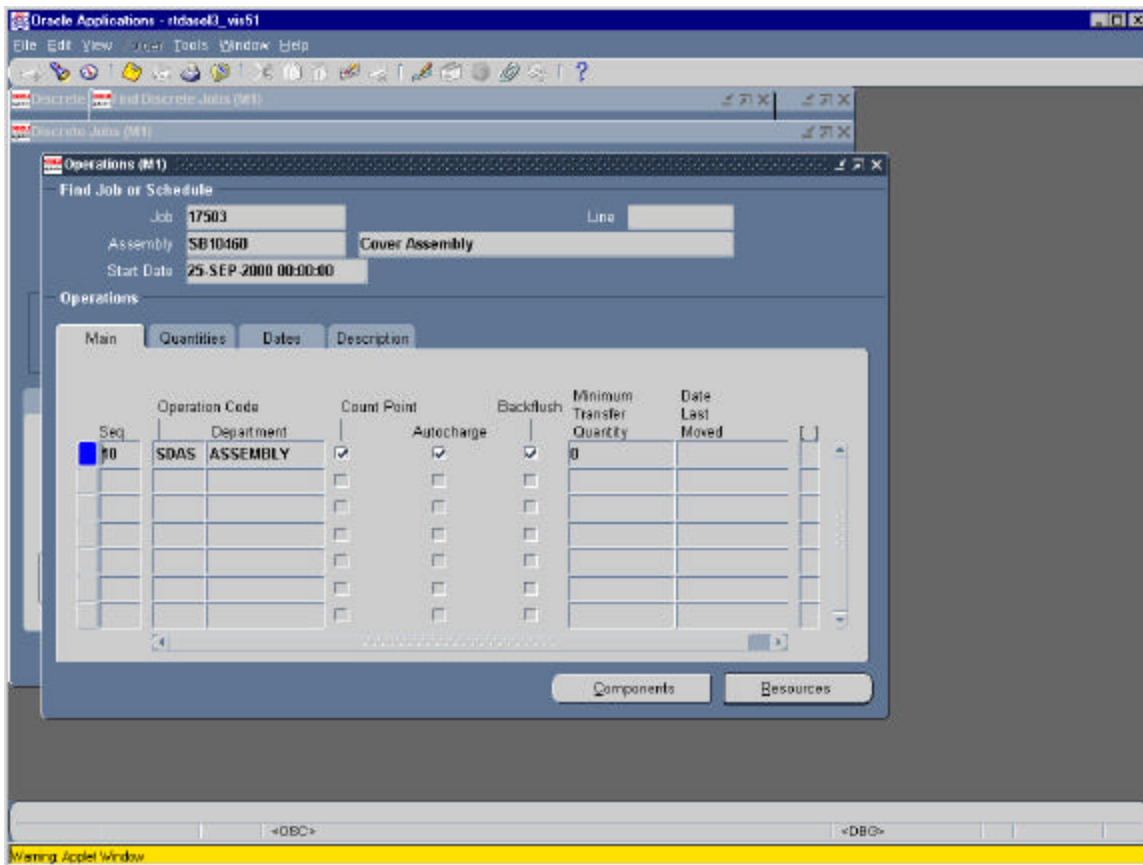 Oracle Applications - rtdasol3_vis51
File Edit View Folder Tools Window Help
Discrete Find Discrete Jobs (M1)
Discrete Jobs (M1)
Operations (M1)
Find Job or Schedule
Job 17503 Line
Assembly SB10460 Cover Assembly
Start Date 25-SEP-2000 00:00:00
Operations
Main Quantities Dates Description
Operation Code Count Point Backflush Minimum Date
Transfer Last
Seq Department Autocharge Quantity Moved [ ]
10 SDAS ASSEMBLY 0
Components Resources
<OBC> <DBG>
Warning: Applet Window